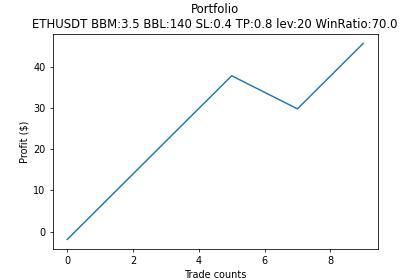 Portfolio
ETHUSDT BBM:3.5 BBL:140 SL:0.4 TP:0.8 lev:20 WinRatio:70.0
Profit ($)
40
30
20
10
0
0 2 4 6 8
Trade counts